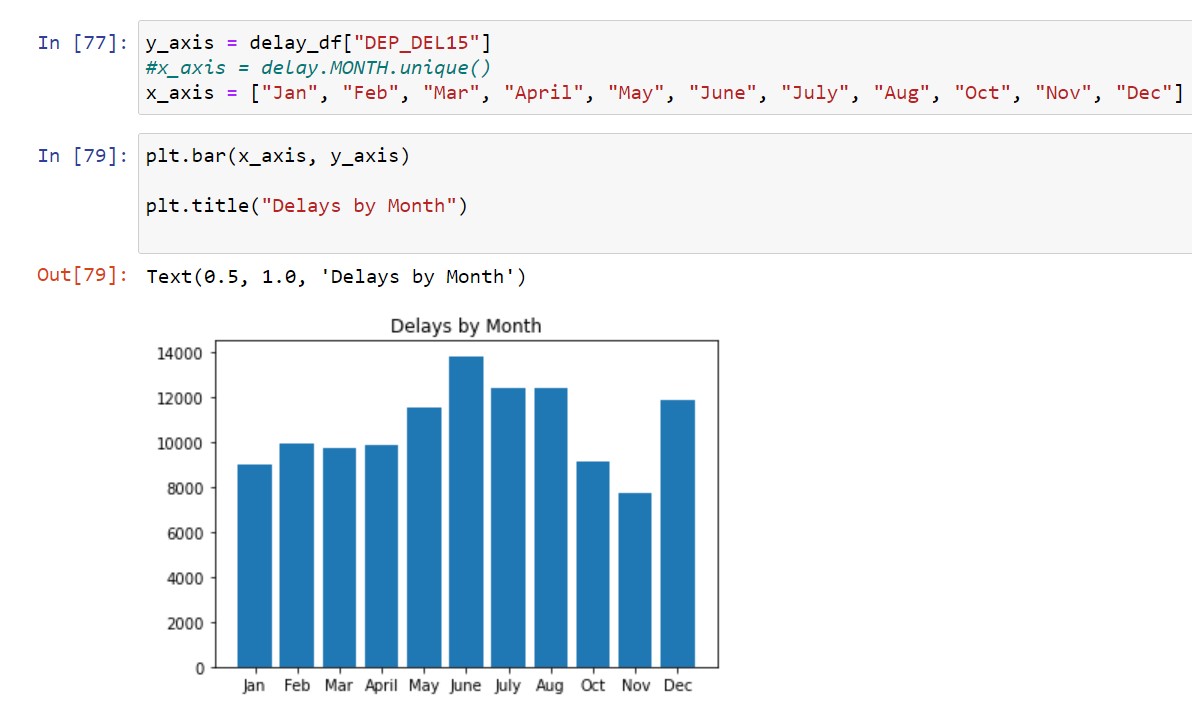 In [77]: y_axis = delay_df["DEP_DEL15"]
#x_axis = delay.MONTH.unique()
x_axis = ["Jan", "Feb", "Mar", "April", "May", "June", "July", "Aug", "Oct", "Nov", "Dec"]
In [79]: plt.bar(x_axis, y_axis)
plt.title("Delays by Month")
Out[79]: Text(0.5, 1.0, 'Delays by Month')
Delays by Month
14000
12000
10000
8000
6000
4000
2000
0
Jan Feb Mar April May June July Aug Oct Nov Dec